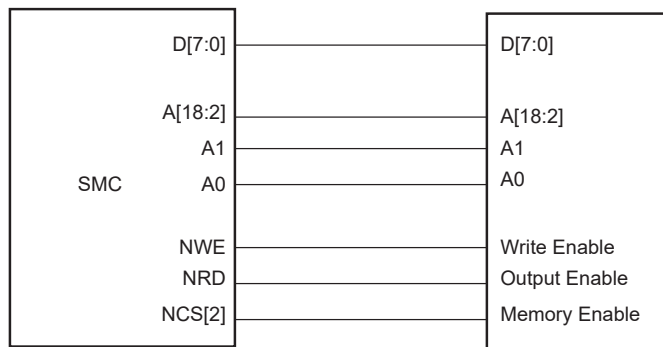 D[7:0] D[7:0]
A[18:2] A[18:2]
A1 A1
SMC A0 A0
NWE Write Enable
NRD Output Enable
NCS[2] Memory Enable